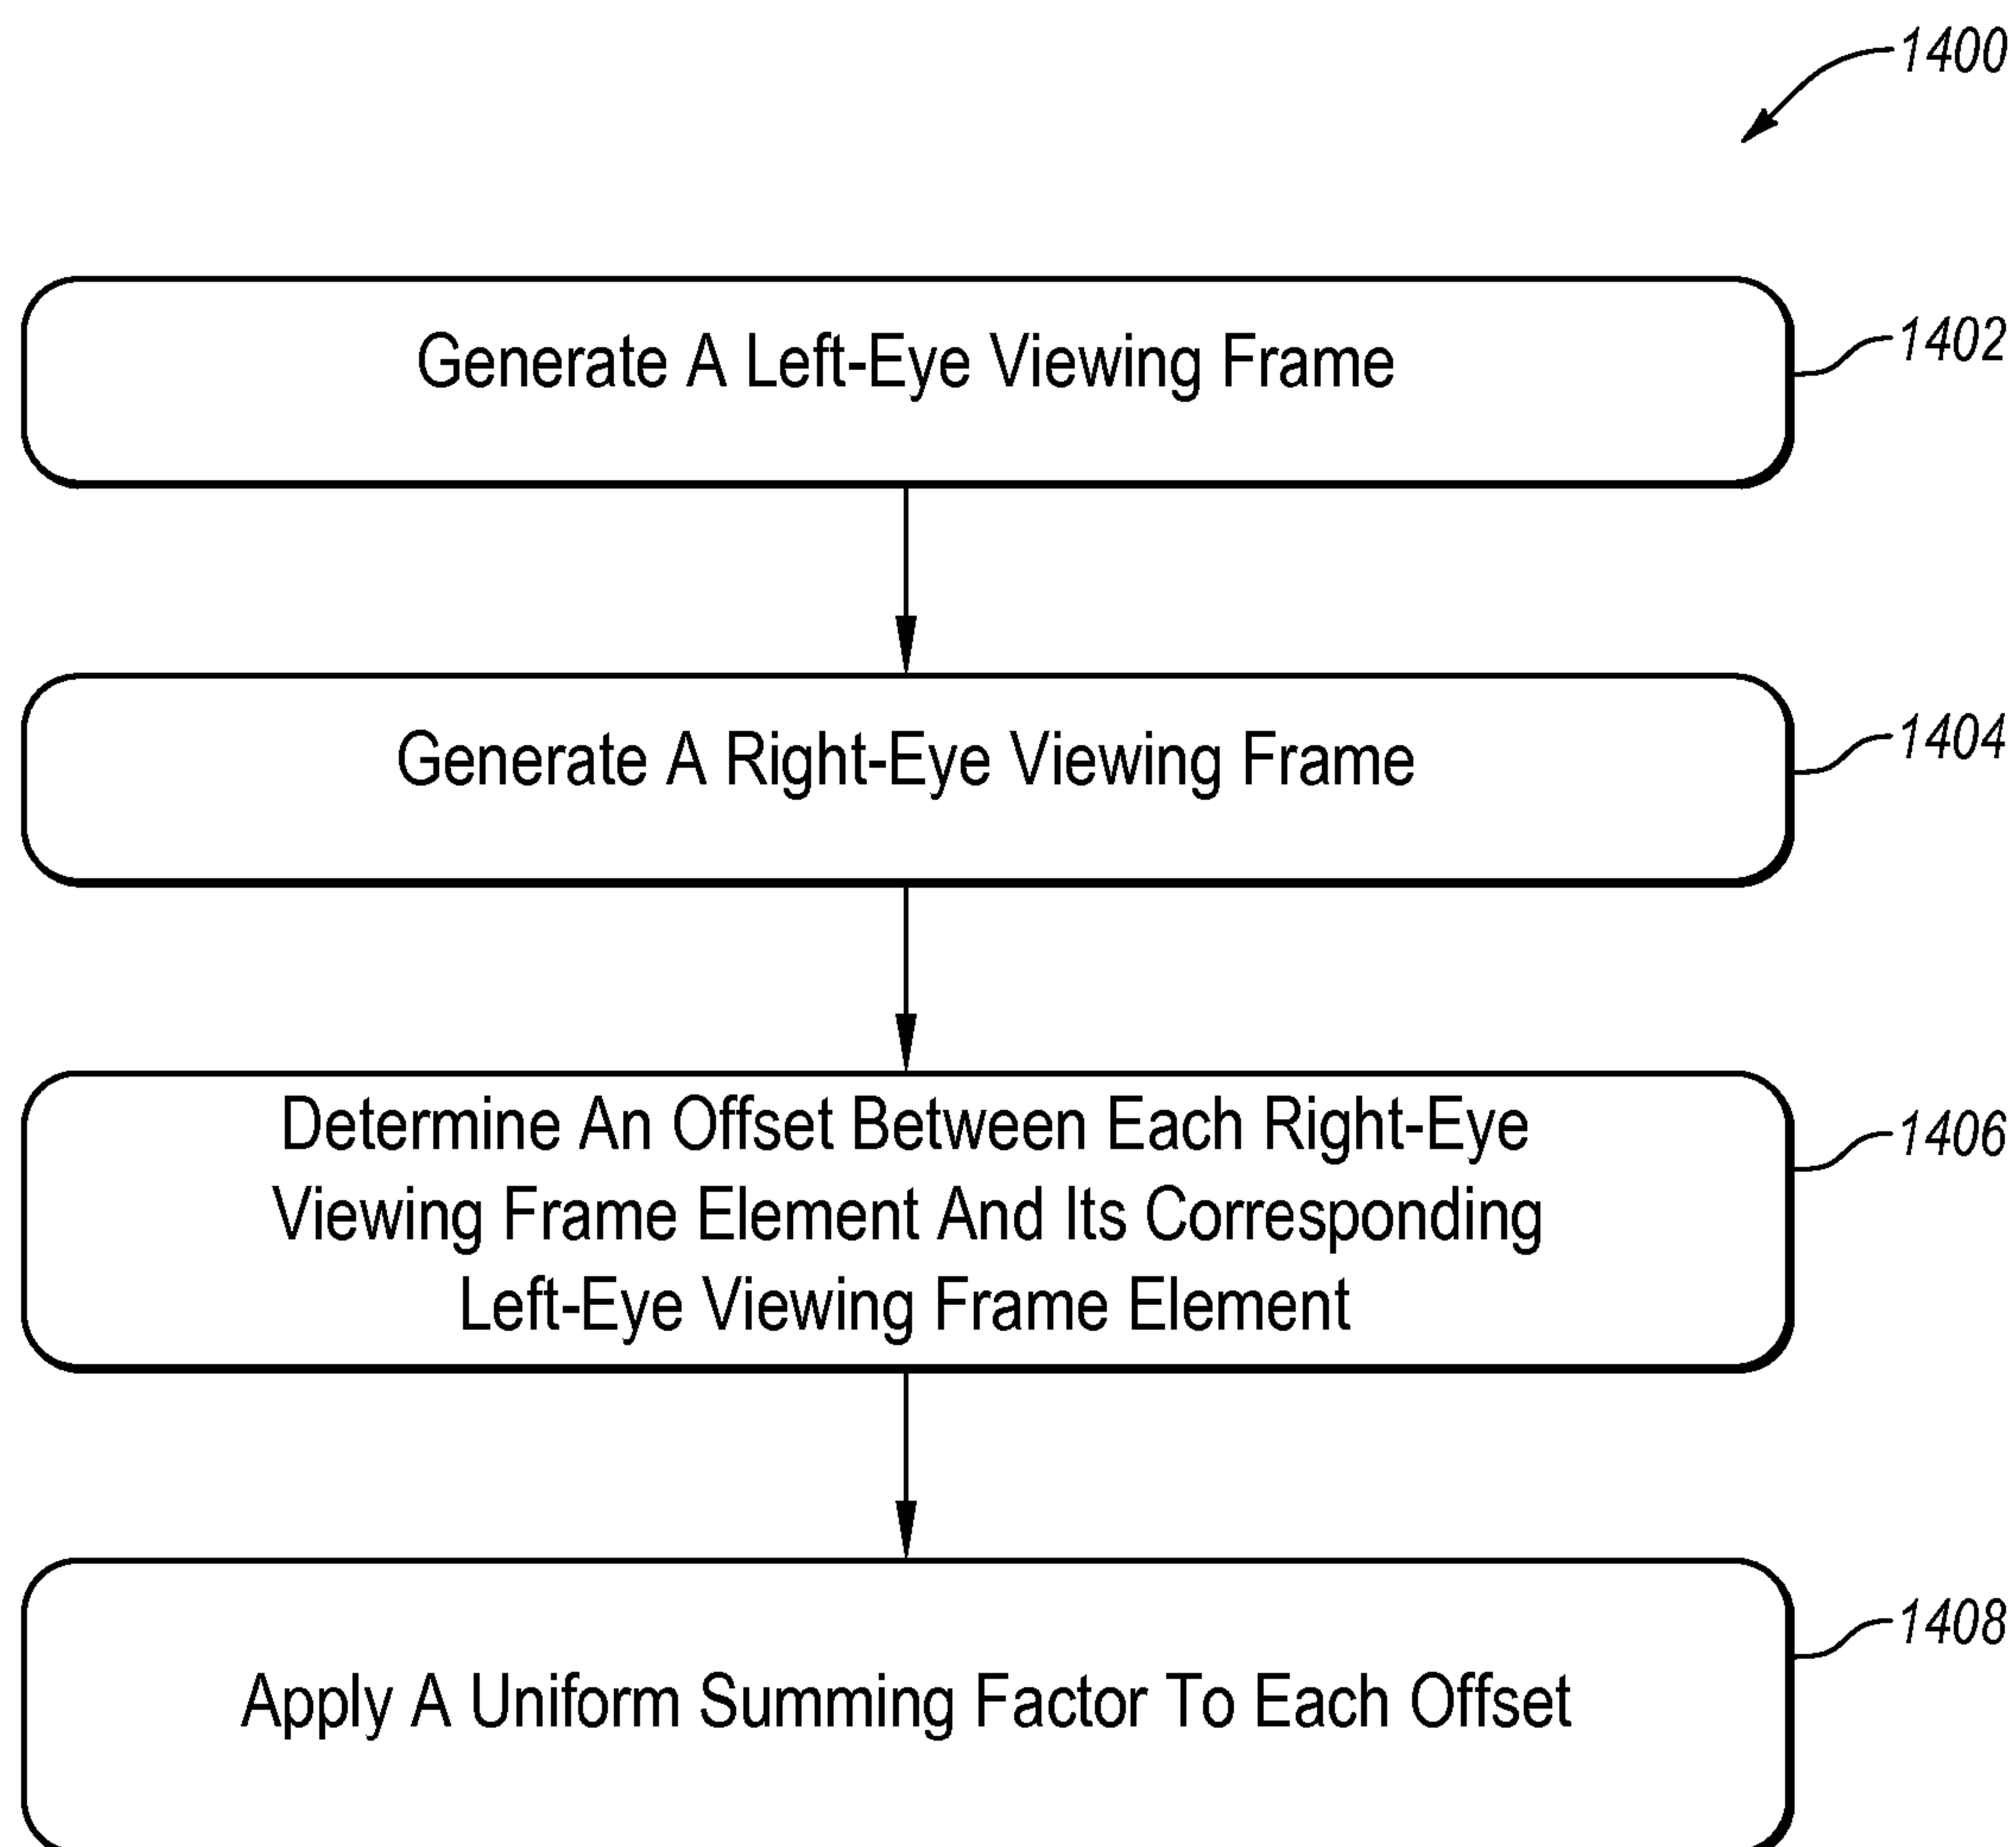 1400
Generate A Left-Eye Viewing Frame
1402
Generate A Right-Eye Viewing Frame
1404
Determine An Offset Between Each Right-Eye
Viewing Frame Element And Its Corresponding
Left-Eye Viewing Frame Element
1406
Apply A Uniform Summing Factor To Each Offset
1408